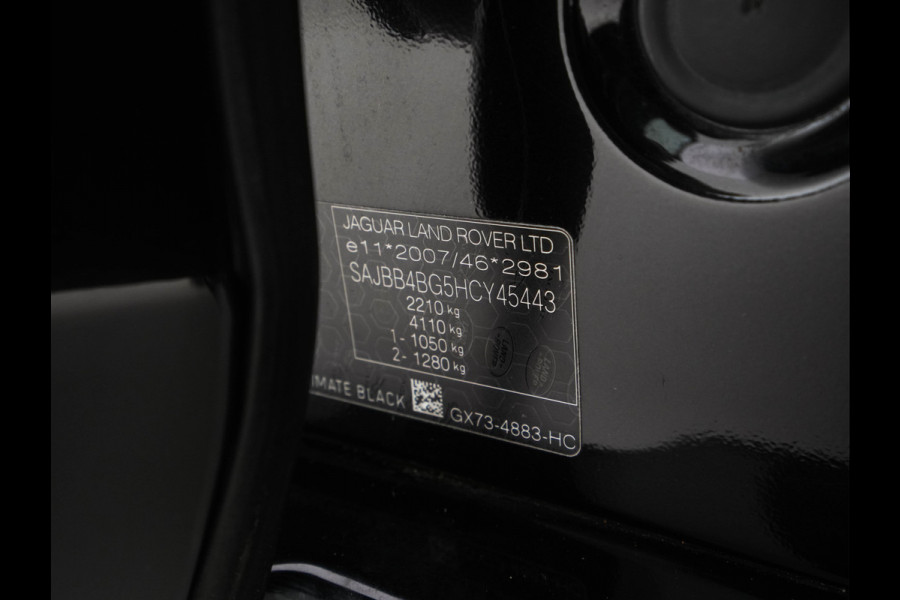 JAGUAR LAND ROVER LTD
e11*2007/46*2981
SAJBB4BG5HCY45443
2210 kg
4110 kg
1- 1050 kg
2- 1280 kg
IMATE BLACK
GX73-4883-HC